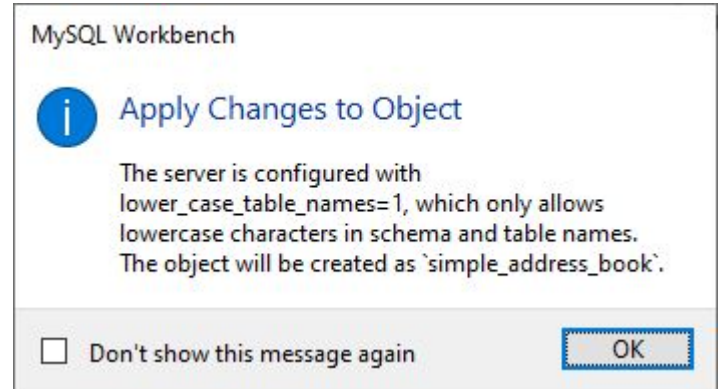 MySQL Workbench
Apply Changes to Object
The server is configured with
lower_case_table_names=1, which only allows
lowercase characters in schema and table names.
The object will be created as `simple_address_book`.
Don't show this message again
OK